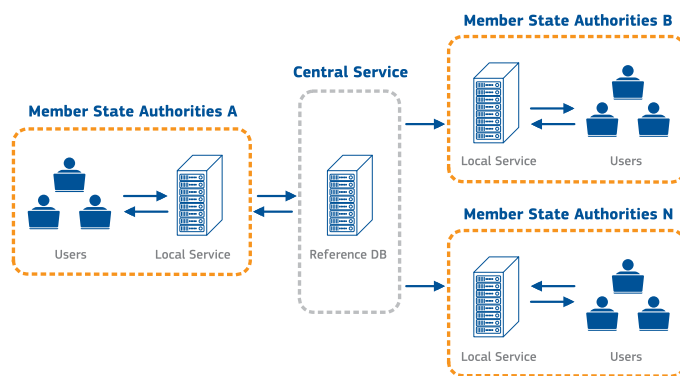 Member State Authorities B
Central Service
Member State Authorities A
Local Service
Users
Users
Local Service
Reference DB
Member State Authorities N
Local Service
Users